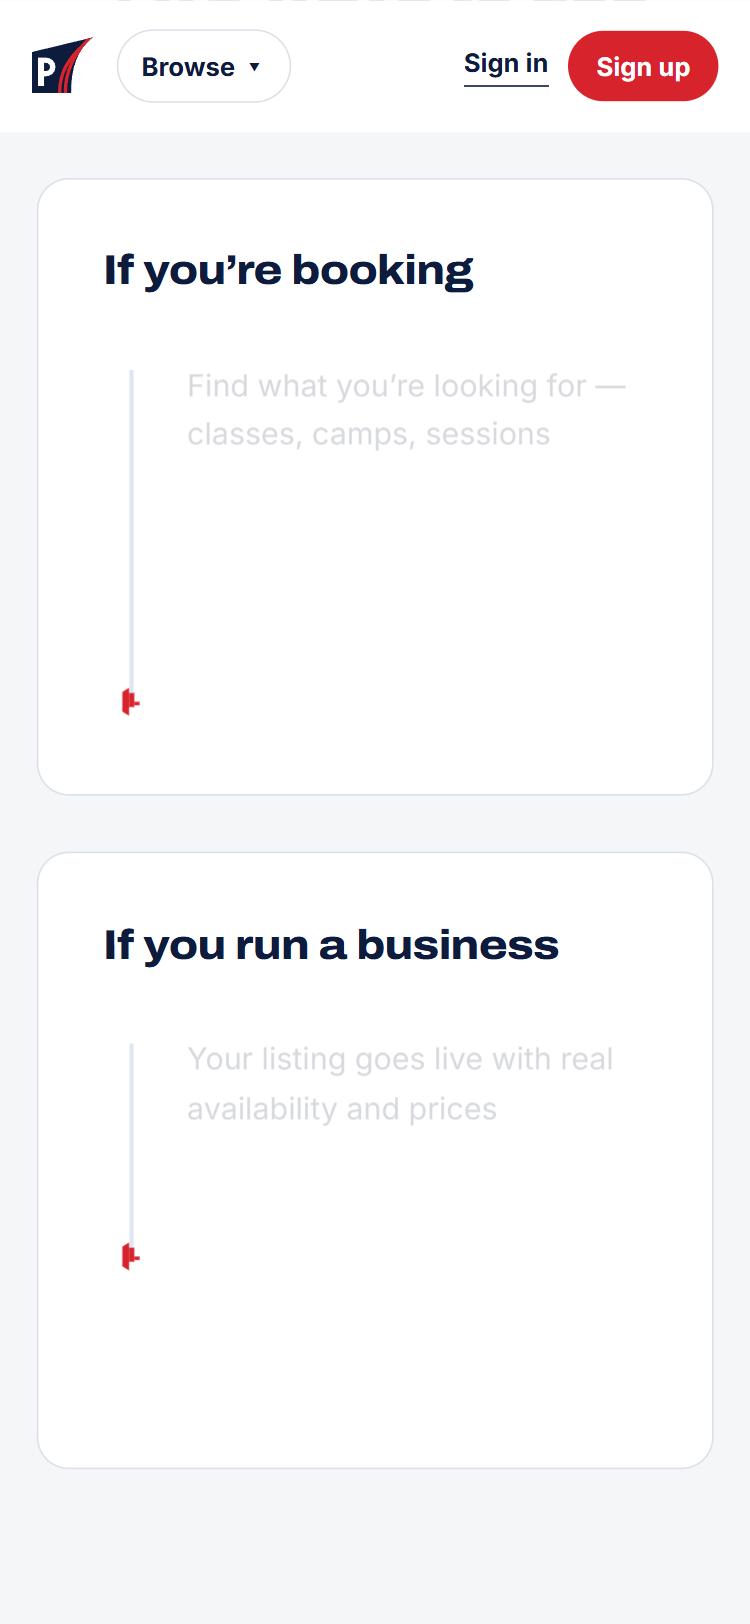 P
Browse ▼
Sign in
Sign up
If you’re booking
Find what you’re looking for —
classes, camps, sessions
If you run a business
Your listing goes live with real
availability and prices